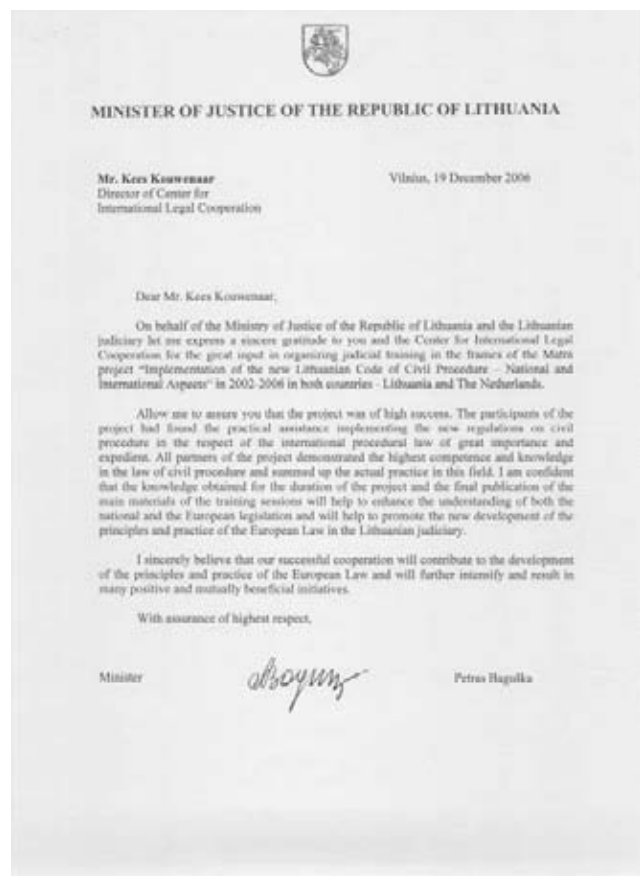 MINISTER OF JUSTICE OF THE REPUBLIC OF LITHUANIA
Mr. Kees Kouwenaar
Vilnius, 19 December 2006
Director of Center for
International Legal Cooperation
Dear Mr. Kees Kouwenaar,
On behalf of the Ministry of Justice of the Republic of Lithuania and the Lithuanian
judiciary let me express a sincere gratitude to you and the Center for International Legal
Cooperation for the great input in organizing judicial training in the frames of the Matra
project "Implementation of the new Lithuanian Code of Civil Procedure – National and
International Aspects" in 2002-2006 in both countries - Lithuania and The Netherlands.
Allow me to assure you that the project was of high success. The participants of the
project had found the practical assistance implementing the new regulations on civil
procedure in the respect of the international procedural law of great importance and
expedient. All partners of the project demonstrated the highest competence and knowledge
in the law of civil procedure and summed up the actual practice in this field. I am confident
that the knowledge obtained for the duration of the project and the final publication of the
main materials of the training sessions will help to enhance the understanding of both the
national and the European legislation and will help to promote the new development of the
principles and practice of the European Law in the Lithuanian judiciary.
I sincerely believe that our successful cooperation will contribute to the development
of the principles and practice of the European Law and will further intensify and result in
many positive and mutually beneficial initiatives.
With assurance of highest respect,
Minister
Petras Baguška